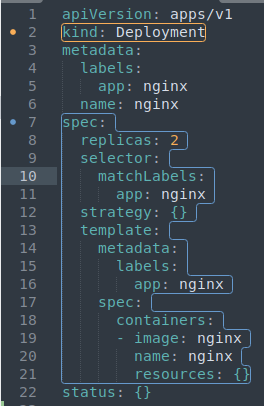 1 apiVersion: apps/v1
2 kind: Deployment
3 metadata:
4   labels:
5     app: nginx
6   name: nginx
7 spec:
8   replicas: 2
9   selector:
10     matchLabels:
11       app: nginx
12   strategy: {}
13   template:
14     metadata:
15       labels:
16         app: nginx
17     spec:
18       containers:
19       - image: nginx
20         name: nginx
21         resources: {}
22 status: {}